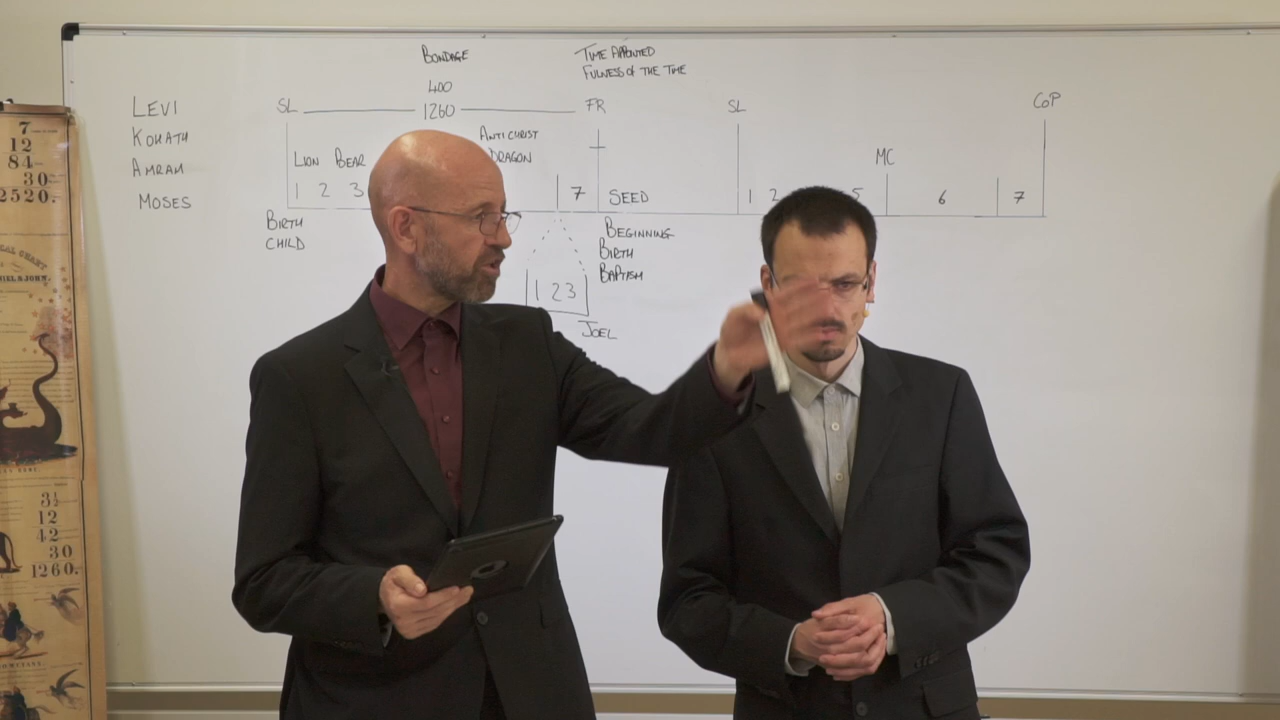 BONDAGE
TIME APPOINTED
FULNESS OF THE TIME
400
LEVI
SL
1260
FR
SL
COP
KOHATH
ANTICHRIST
AMRAM
LION BEAR
DRAGON
MC
MOSES
1 2 3
7
SEED
1 2
5
6
7
BIRTH
CHILD
BEGINNING
BIRTH
BAPTISM
1 2 3
JOEL
7
12
84
30
2520.
3½
12
42
30
1260.